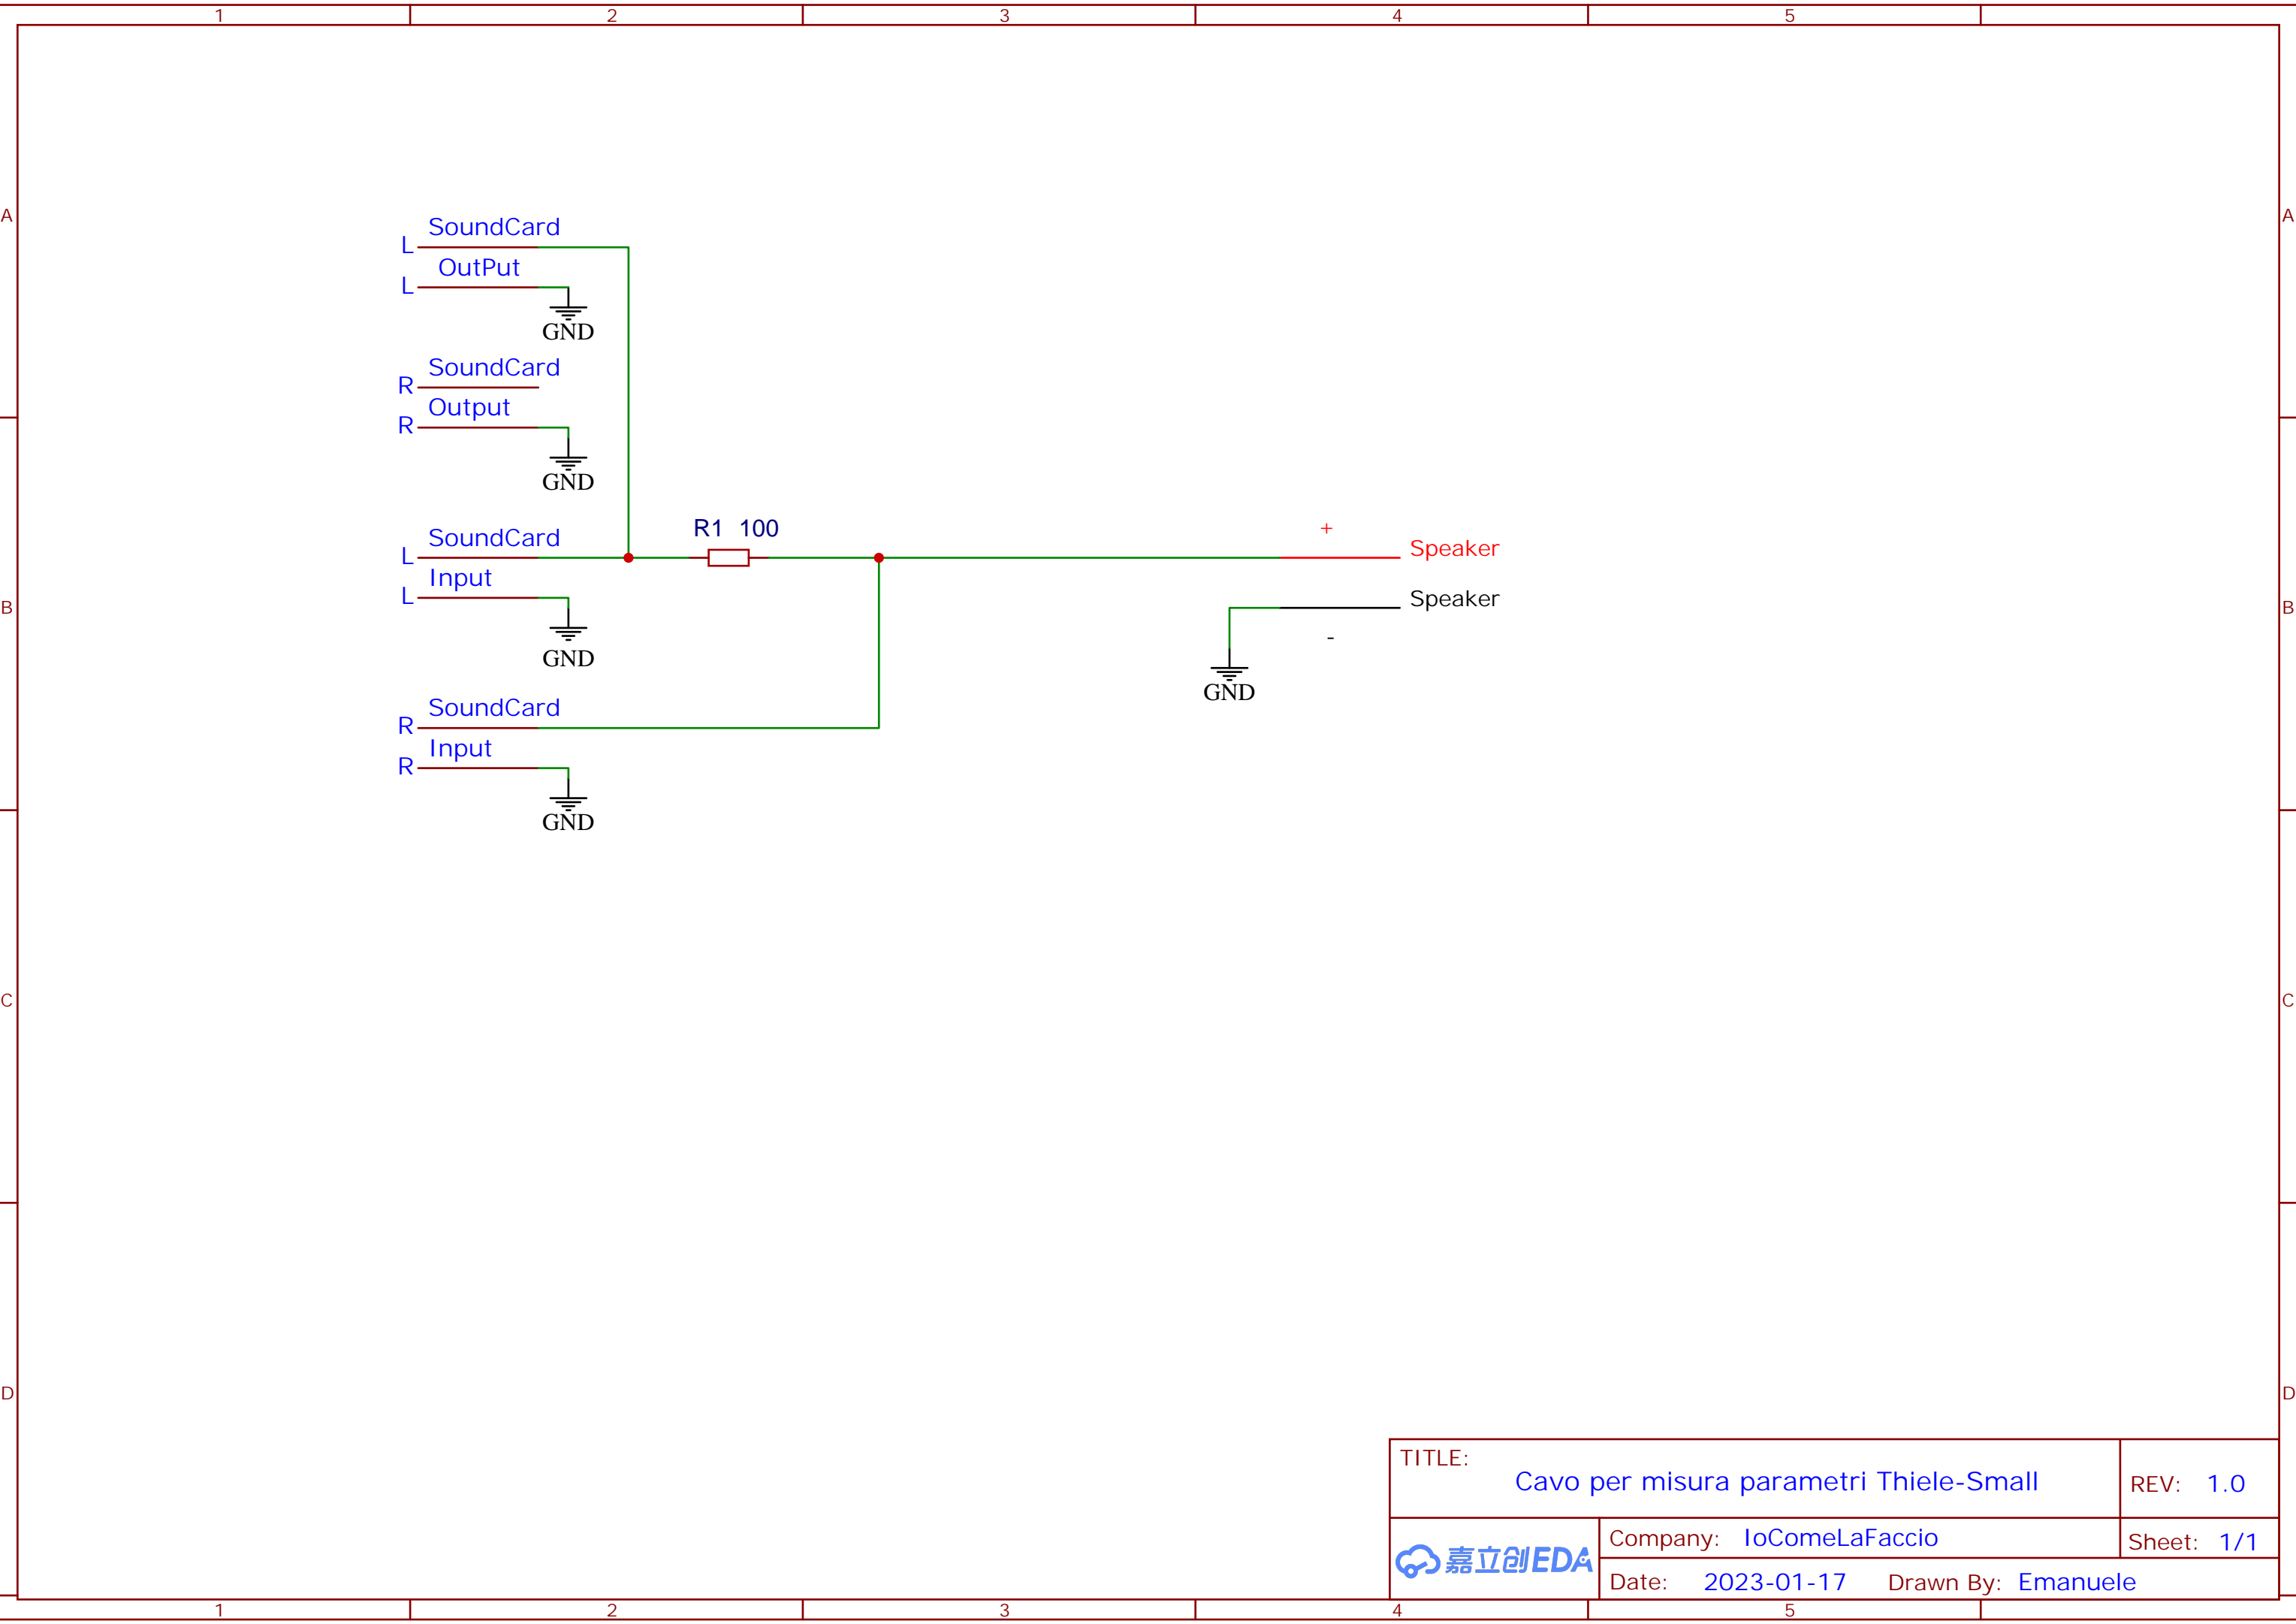 1 2 3 4 5
A A
SoundCard
L
OutPut
L
GND
SoundCard
R
Output
R
GND
R1 100
+
SoundCard
L
Speaker
Input
L
Speaker
B B
-
GND
GND
SoundCard
R
Input
R
GND
C C
D D
TITLE:
Cavo per misura parametri Thiele-Small
REV: 1.0
嘉立创EDA
Company: IoComeLaFaccio
Sheet: 1/1
Date: 2023-01-17 Drawn By: Emanuele
1 2 3 4 5